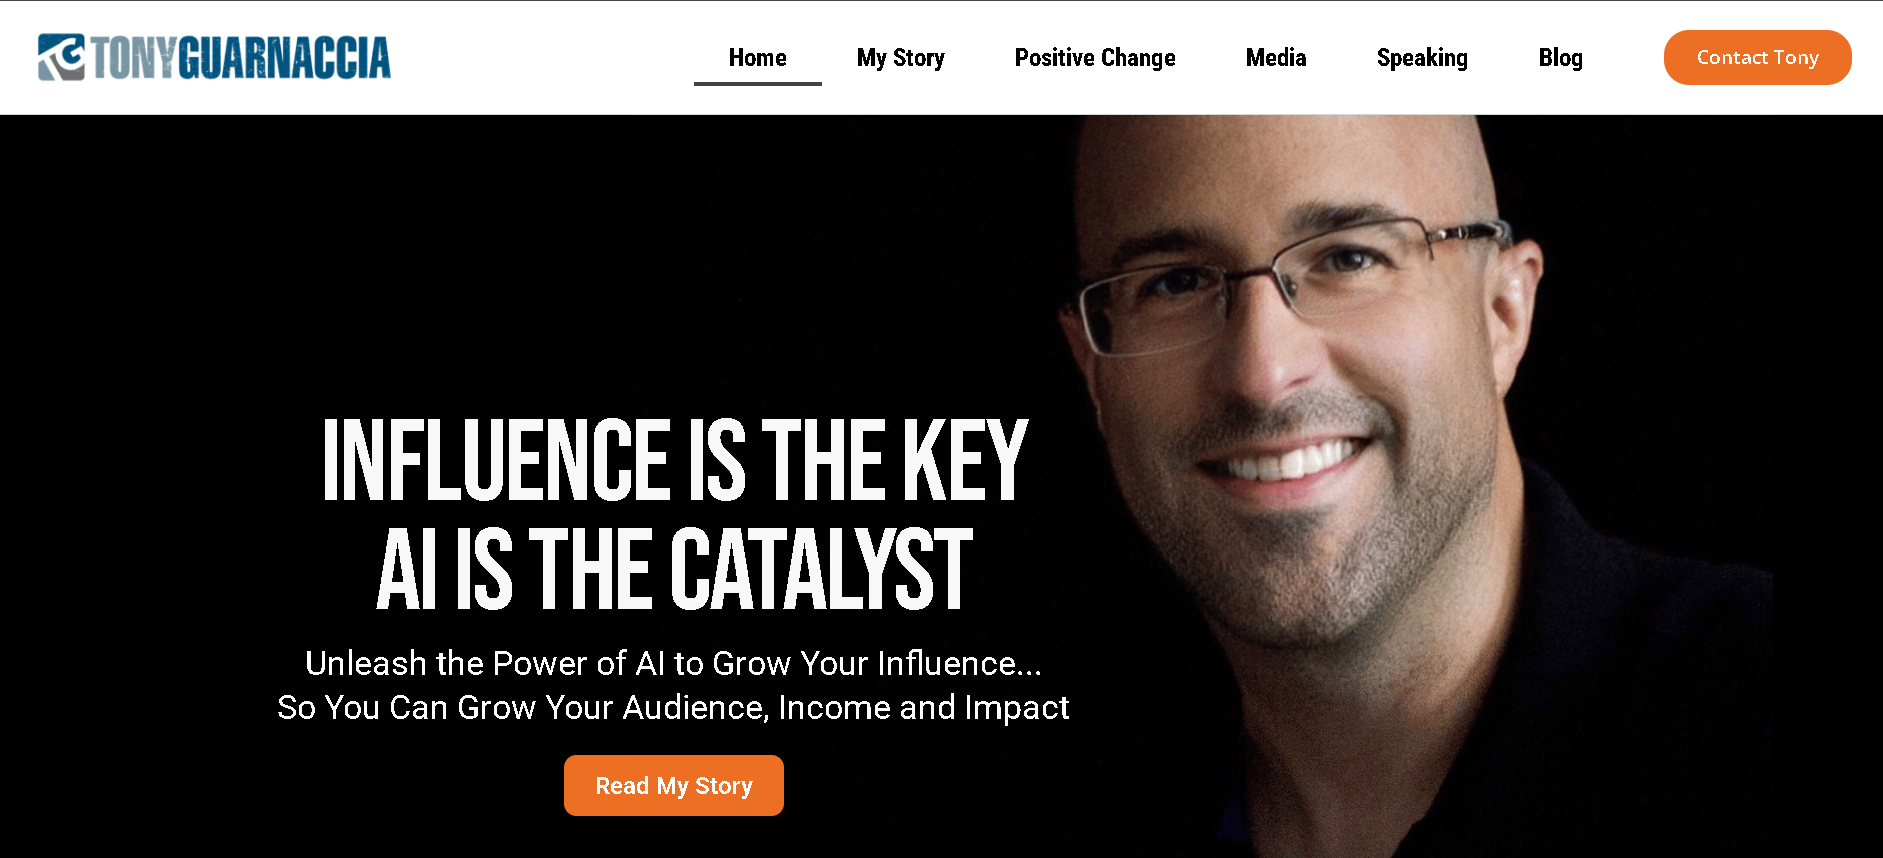 TONYGUARNACCIA
Home
My Story
Positive Change
Media
Speaking
Blog
Contact Tony
INFLUENCE IS THE KEY
AI IS THE CATALYST
Unleash the Power of AI to Grow Your Influence...
So You Can Grow Your Audience, Income and Impact
Read My Story